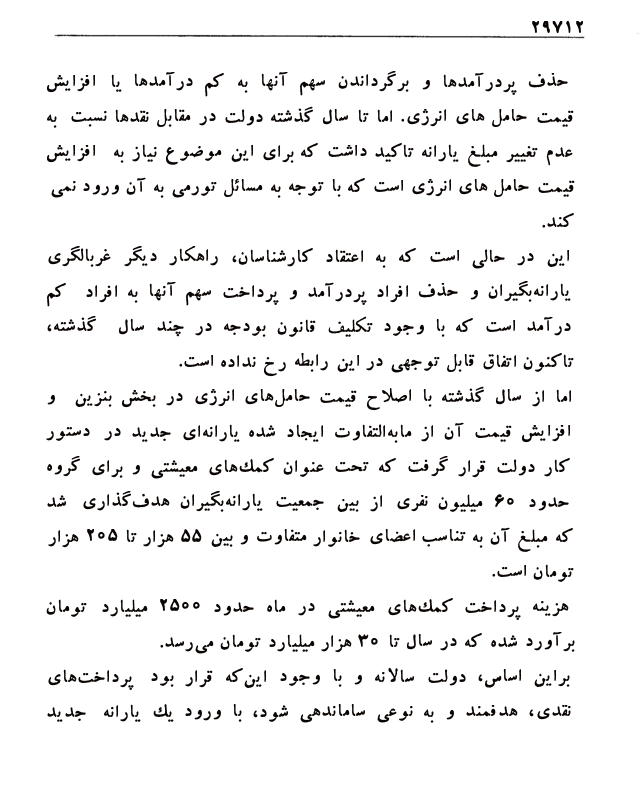 ۲۹۷۱۲
حذف پردرآمدها و برگرداندن سهم آنها به کم درآمدها یا افزایش
قیمت حامل های انرژی. اما تا سال گذشته دولت در مقابل نقدها نسبت به
عدم تغییر مبلغ یارانه تاکید داشت که برای این موضوع نیاز به افزایش
قیمت حامل های انرژی است که با توجه به مسائل تورمی به آن ورود نمی
کند.
این در حالی است که به اعتقاد کارشناسان، راهکار دیگر غربالگری
یارانه‌بگیران و حذف افراد پردرآمد و پرداخت سهم آنها به افراد کم
درآمد است که با وجود تکلیف قانون بودجه در چند سال گذشته،
تاکنون اتفاق قابل توجهی در این رابطه رخ نداده است.
اما از سال گذشته با اصلاح قیمت حامل‌های انرژی در بخش بنزین و
افزایش قیمت آن از مابه‌التفاوت ایجاد شده یارانه‌ای جدید در دستور
کار دولت قرار گرفت که تحت عنوان کمک‌های معیشتی و برای گروه
حدود ۶۰ میلیون نفری از بین جمعیت یارانه‌بگیران هدف‌گذاری شد
که مبلغ آن به تناسب اعضای خانوار متفاوت و بین ۵۵ هزار تا ۲۰۵ هزار
تومان است.
هزینه پرداخت کمک‌های معیشتی در ماه حدود ۲۵۰۰ میلیارد تومان
برآورد شده که در سال تا ۳۰ هزار میلیارد تومان می‌رسد.
براین اساس، دولت سالانه و با وجود این‌که قرار بود پرداخت‌های
نقدی، هدفمند و به نوعی ساماندهی شود، با ورود یك یارانه جدید